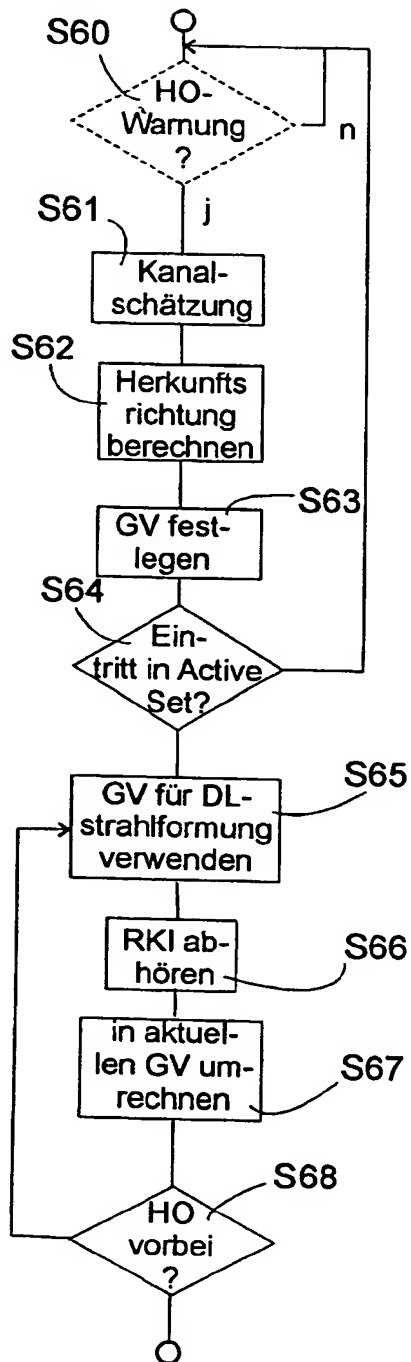 S60
HO-
Warnung
?
n
j
S61
Kanal-
schätzung
S62
Herkunfts
richtung
berechnen
S63
GV fest-
legen
S64
Ein-
tritt in Active
Set?
S65
GV für DL-
strahlformung
verwenden
RKI ab-
hören
S66
in aktuel-
len GV um-
rechnen
S67
S68
HO
vorbei
?